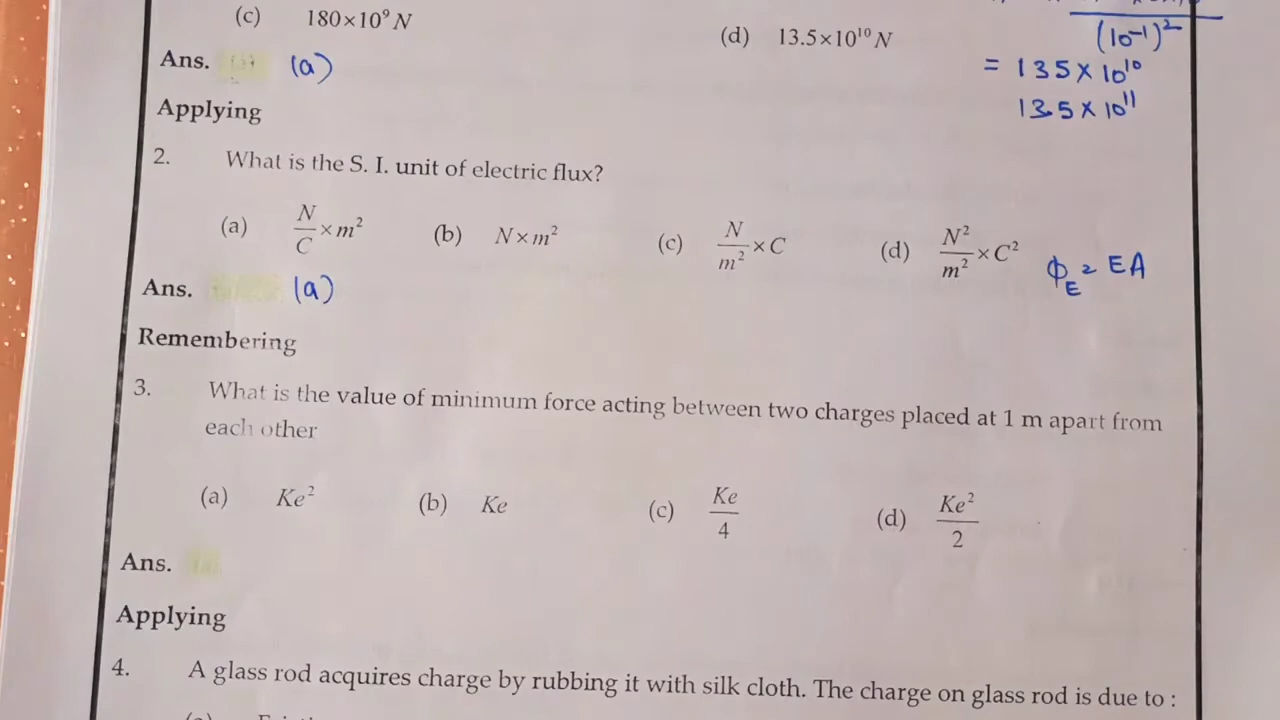 (c) 180×10⁹ N (d) 13.5×10¹⁰ N (10⁻¹)²
Ans. (a) = 135 × 10¹⁰
Applying 13.5 × 10¹¹
2. What is the S. I. unit of electric flux?
(a) N/C × m² (b) N×m² (c) N/m² × C (d) N²/m² × C² ΦE = EA
Ans. (a)
Remembering
3. What is the value of minimum force acting between two charges placed at 1 m apart from
each other
(a) Ke² (b) Ke (c) Ke/4 (d) Ke²/2
Ans.
Applying
4. A glass rod acquires charge by rubbing it with silk cloth. The charge on glass rod is due to :